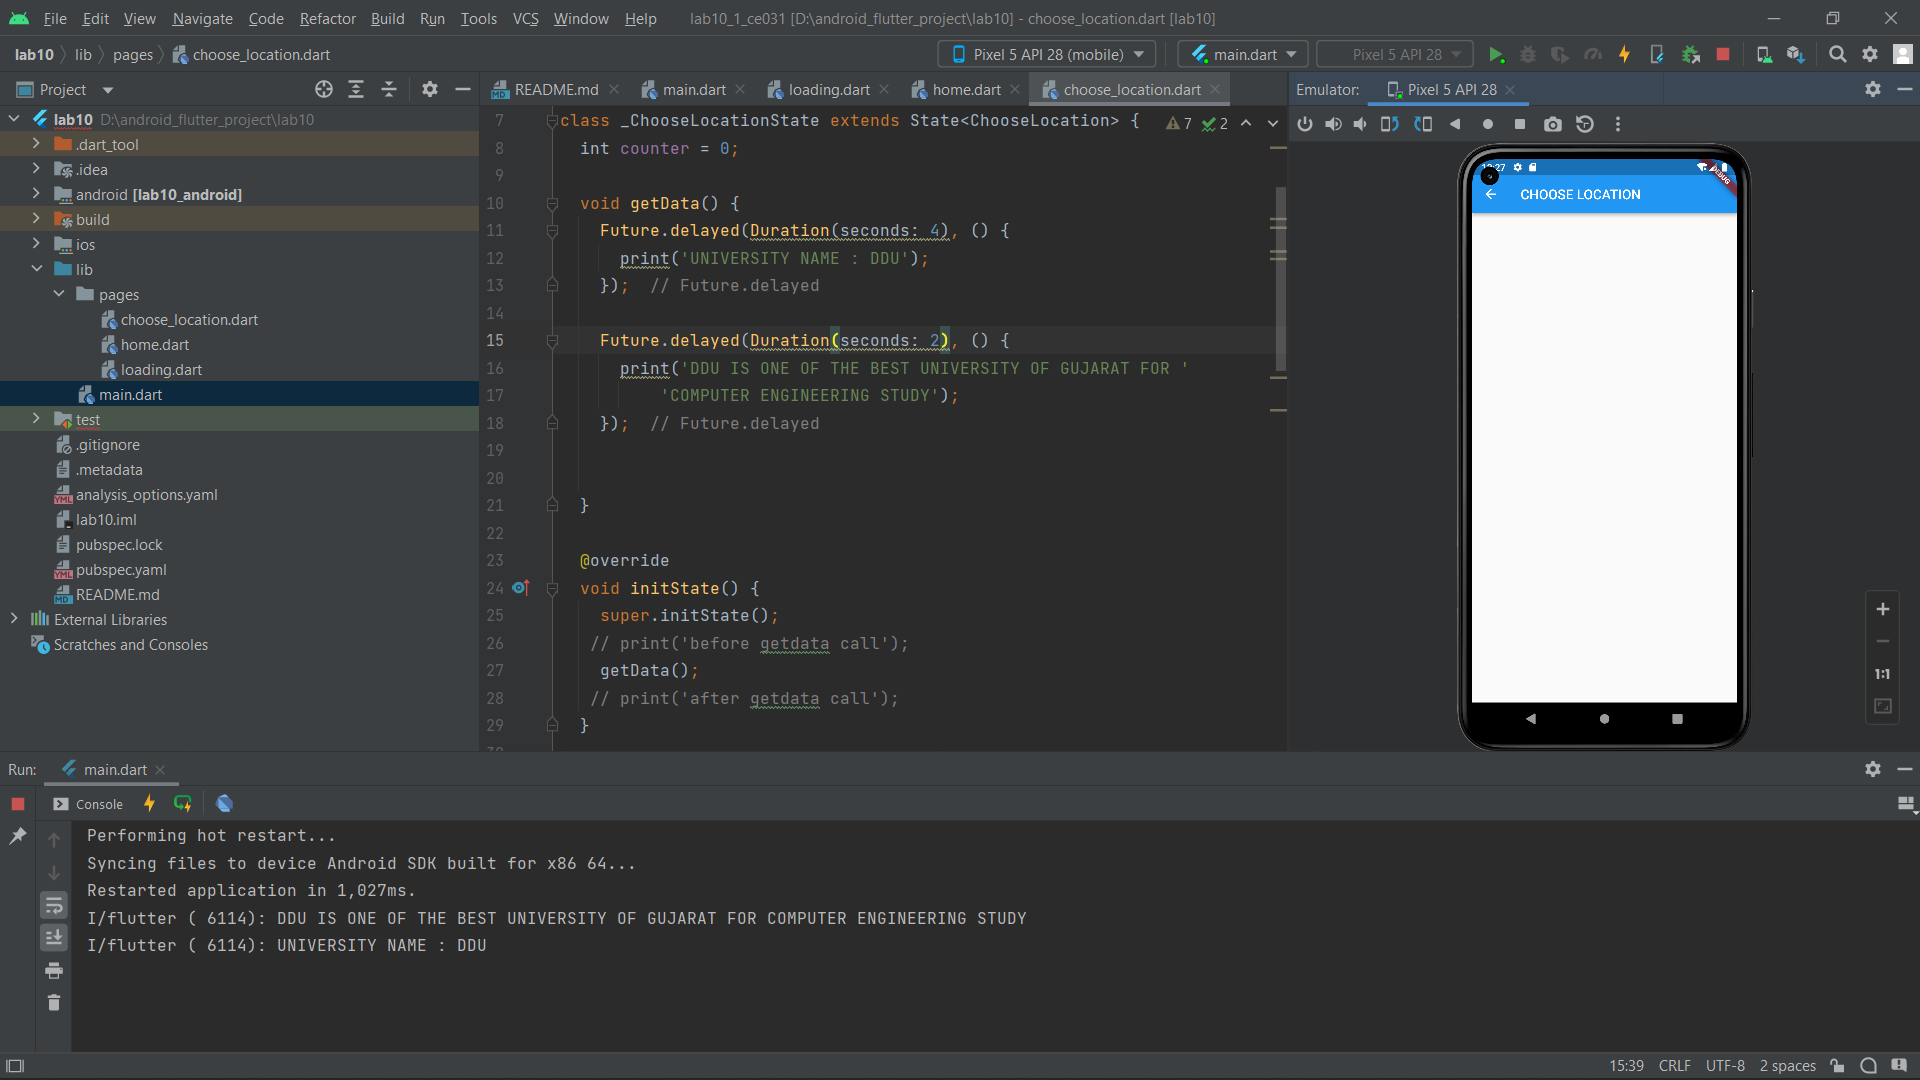 File Edit View Navigate Code Refactor Build Run Tools VCS Window Help lab10_1_ce031 [D:\android_flutter_project\lab10] - choose_location.dart [lab10]
lab10 lib pages choose_location.dart Pixel 5 API 28 (mobile) main.dart Pixel 5 API 28
Project
README.md main.dart loading.dart home.dart choose_location.dart
Emulator: Pixel 5 API 28
lab10 D:\android_flutter_project\lab10
.dart_tool
.idea
android [lab10_android]
build
ios
lib
pages
choose_location.dart
home.dart
loading.dart
main.dart
test
.gitignore
.metadata
analysis_options.yaml
lab10.iml
pubspec.lock
pubspec.yaml
README.md
External Libraries
Scratches and Consoles
7 class _ChooseLocationState extends State<ChooseLocation> { 7 2
8 int counter = 0;
9
10 void getData() {
11 Future.delayed(Duration(seconds: 4), () {
12 print('UNIVERSITY NAME : DDU');
13 }); // Future.delayed
14
15 Future.delayed(Duration(seconds: 2), () {
16 print('DDU IS ONE OF THE BEST UNIVERSITY OF GUJARAT FOR '
17 'COMPUTER ENGINEERING STUDY');
18 }); // Future.delayed
19
20
21 }
22
23 @override
24 void initState() {
25 super.initState();
26 // print('before getdata call');
27 getData();
28 // print('after getdata call');
29 }
DEBUG
CHOOSE LOCATION
1:1
Run: main.dart
Console
Performing hot restart...
Syncing files to device Android SDK built for x86 64...
Restarted application in 1,027ms.
I/flutter ( 6114): DDU IS ONE OF THE BEST UNIVERSITY OF GUJARAT FOR COMPUTER ENGINEERING STUDY
I/flutter ( 6114): UNIVERSITY NAME : DDU
15:39 CRLF UTF-8 2 spaces